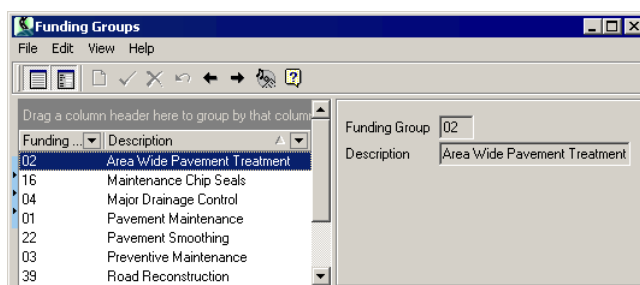 Funding Groups
File Edit View Help
Drag a column header here to group by that colum
Funding ... Description
02 Area Wide Pavement Treatment
16 Maintenance Chip Seals
04 Major Drainage Control
01 Pavement Maintenance
22 Pavement Smoothing
03 Preventive Maintenance
39 Road Reconstruction
Funding Group 02
Description Area Wide Pavement Treatment